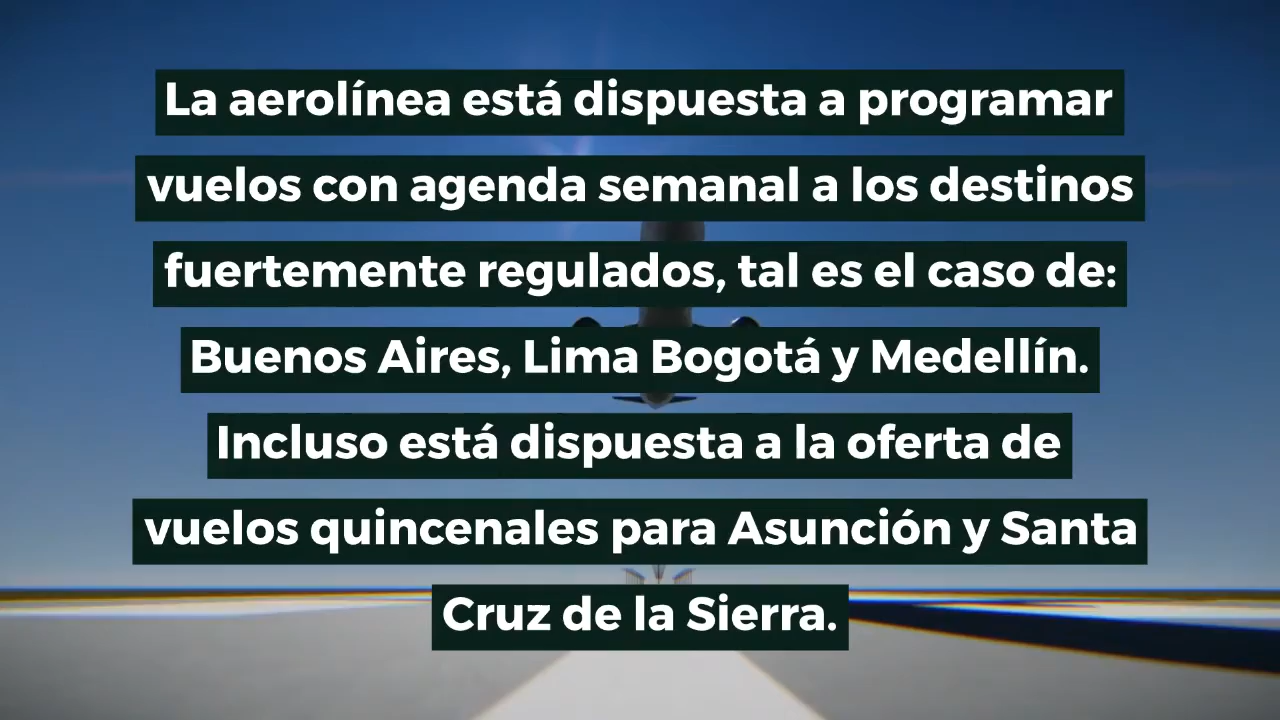 La aerolínea está dispuesta a programar
vuelos con agenda semanal a los destinos
fuertemente regulados, tal es el caso de:
Buenos Aires, Lima Bogotá y Medellín.
Incluso está dispuesta a la oferta de
vuelos quincenales para Asunción y Santa
Cruz de la Sierra.